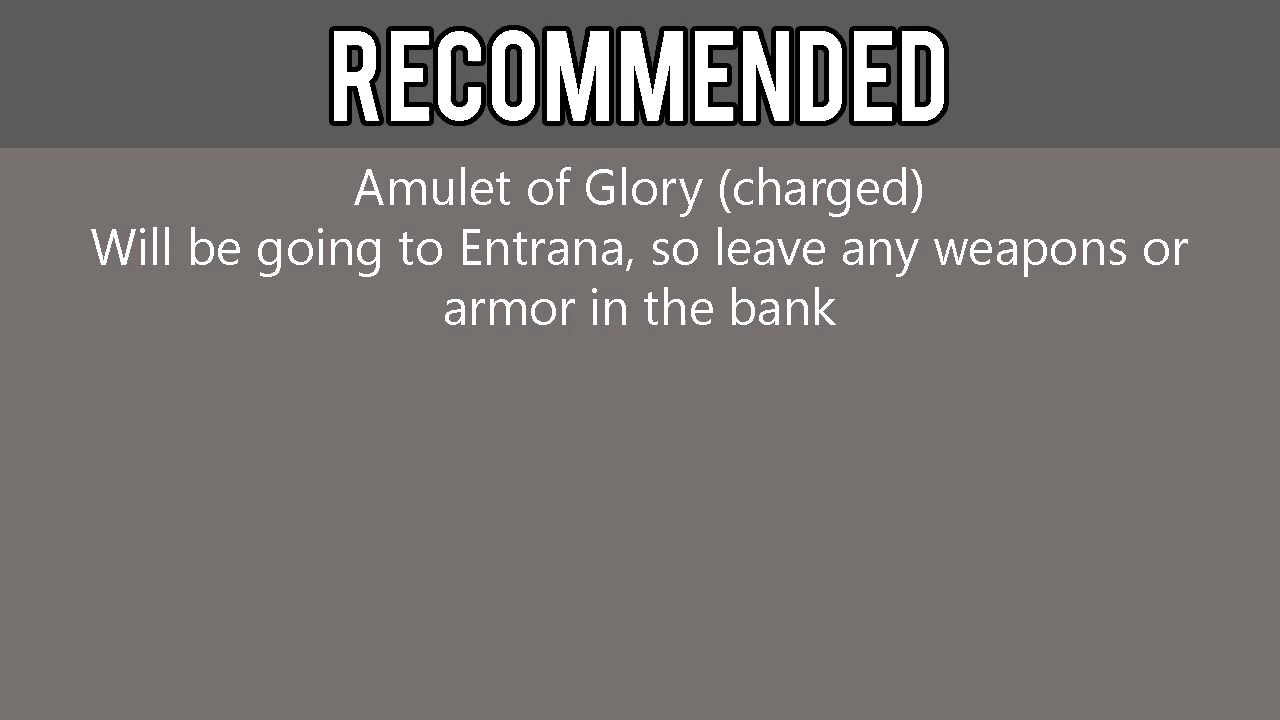 RECOMMENDED
Amulet of Glory (charged)
Will be going to Entrana, so leave any weapons or
armor in the bank